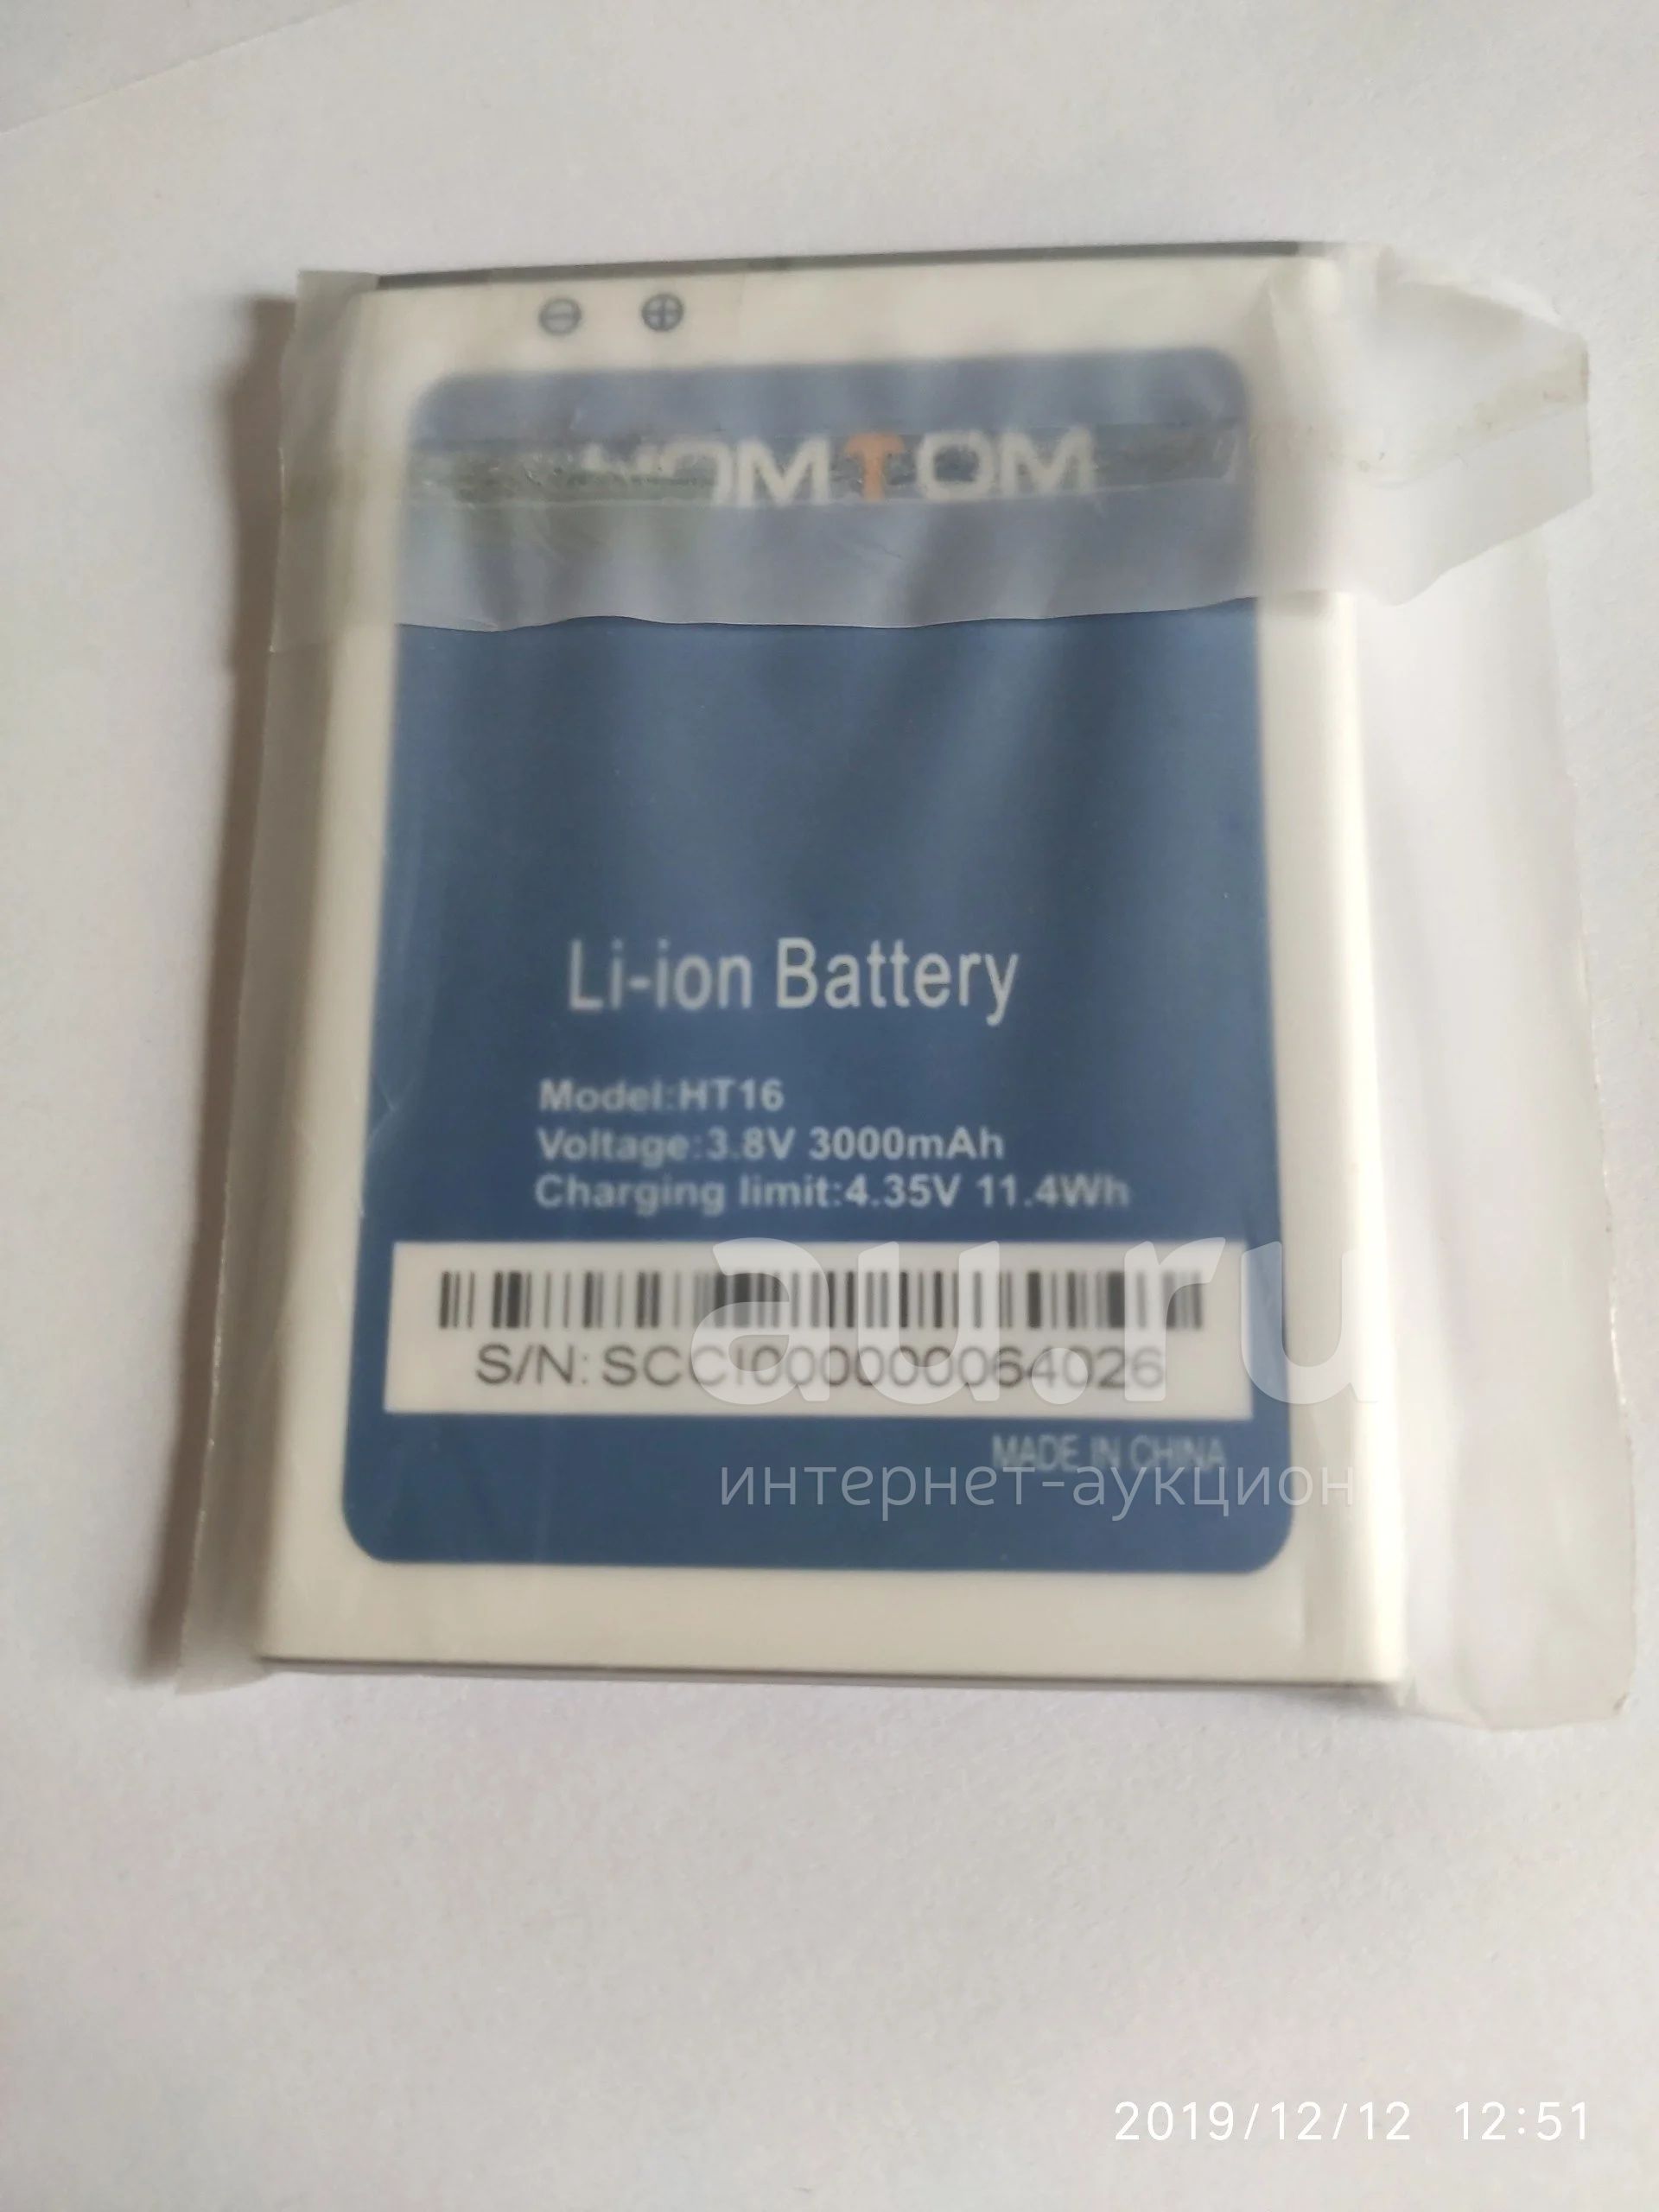 HOMTOM
Li-ion Battery
Model:HT16
Voltage:3.8V 3000mAh
Charging limit:4.35V 11.4Wh
au.ru
S/N: SCCI000000064026
MADE IN CHINA
интернет-аукцион
2019/12/12 12:51